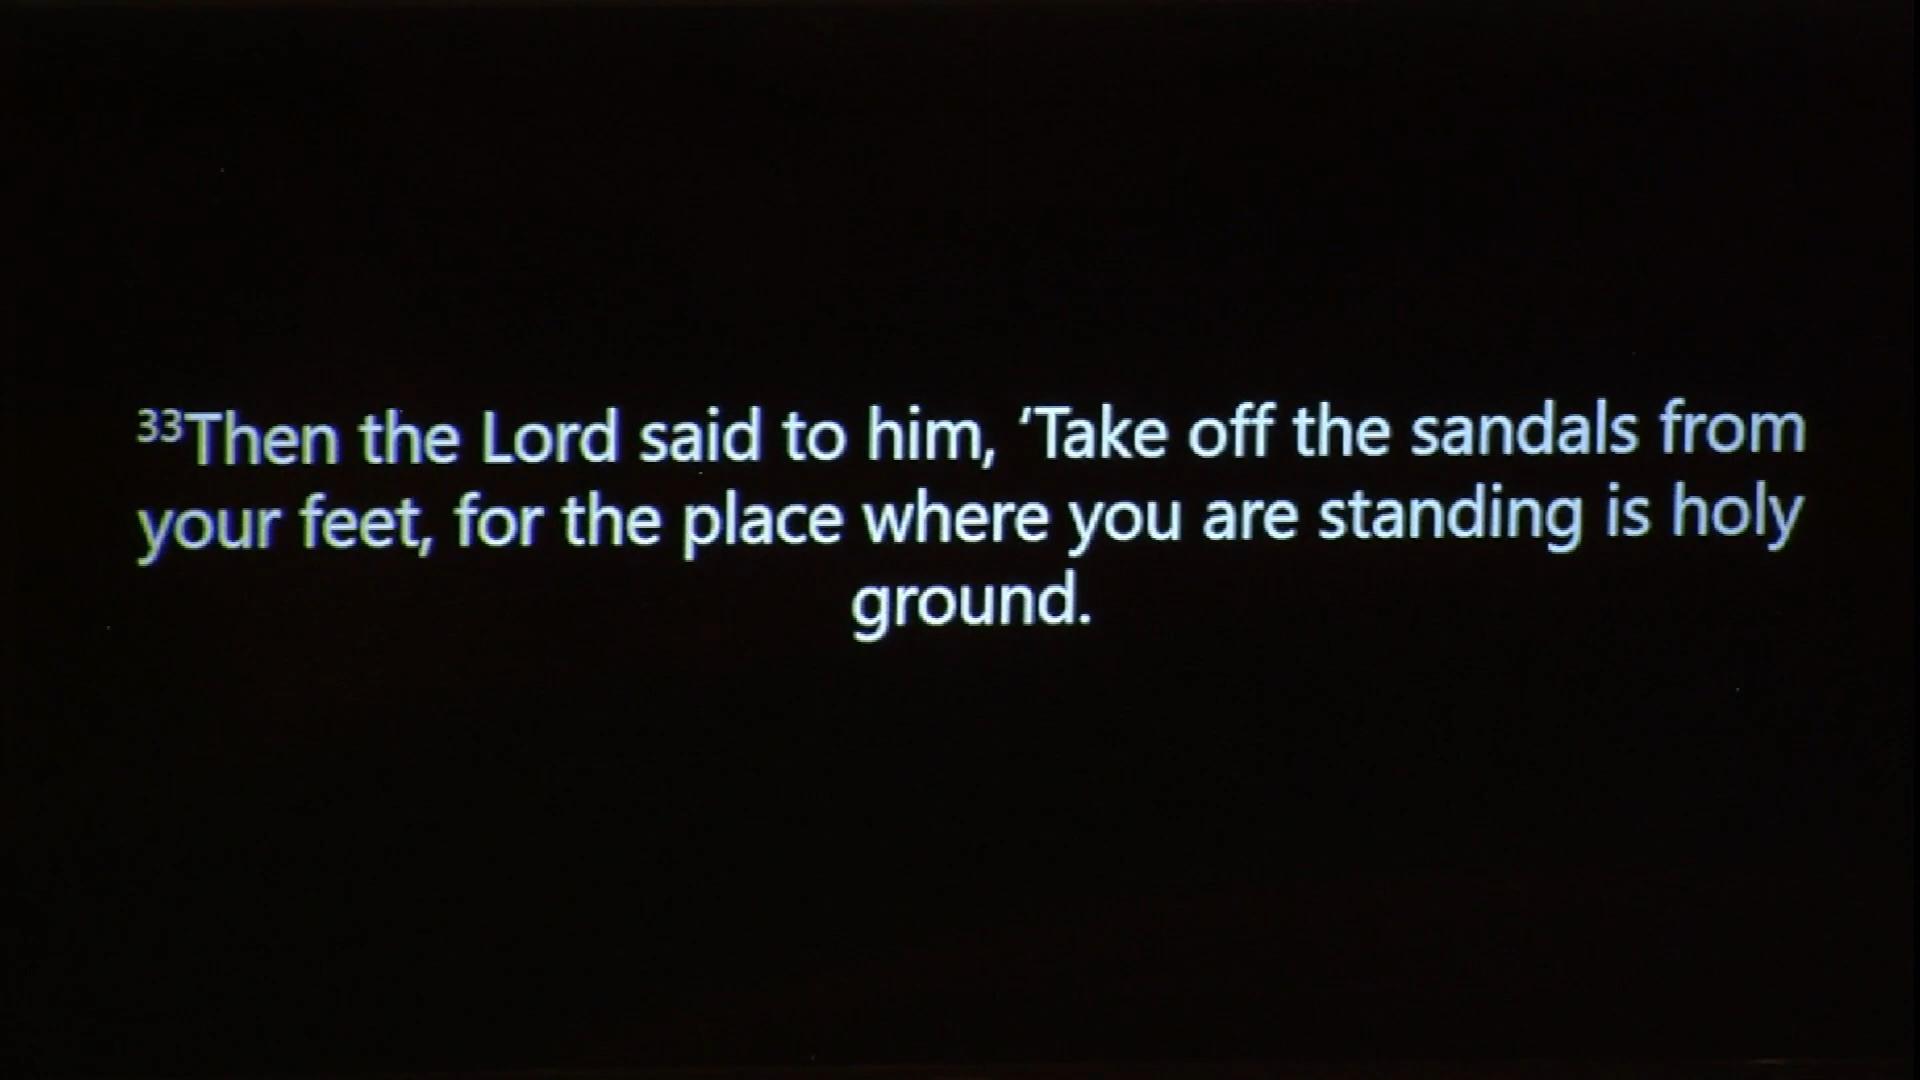 ³³Then the Lord said to him, ‘Take off the sandals from
your feet, for the place where you are standing is holy
ground.